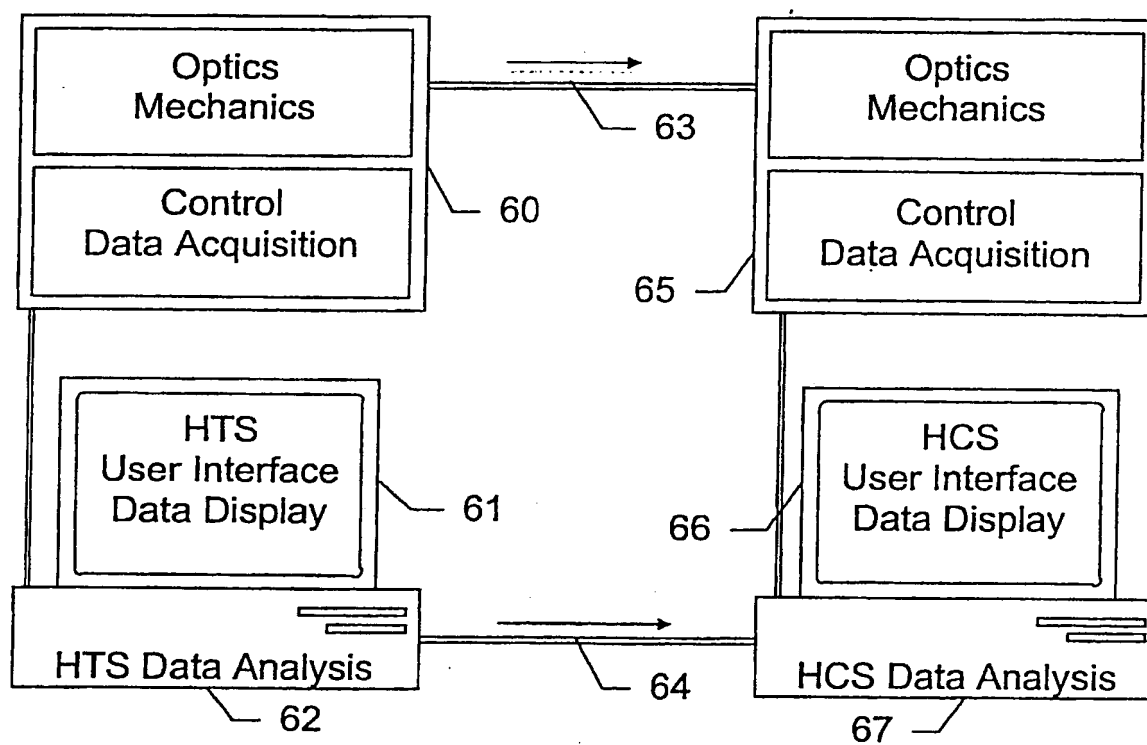 Optics
Mechanics
Control
Data Acquisition
60
63
Optics
Mechanics
Control
Data Acquisition
65
HTS
User Interface
Data Display
61
HTS Data Analysis
62
64
HCS
User Interface
Data Display
66
HCS Data Analysis
67